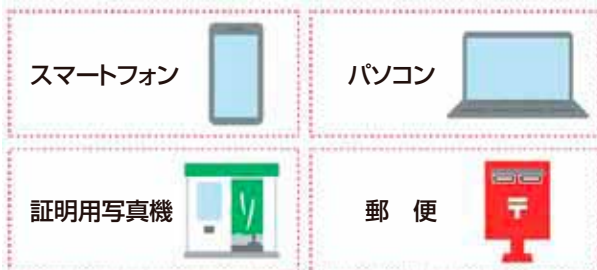 スマートフォン
パソコン
証明用写真機
郵　便